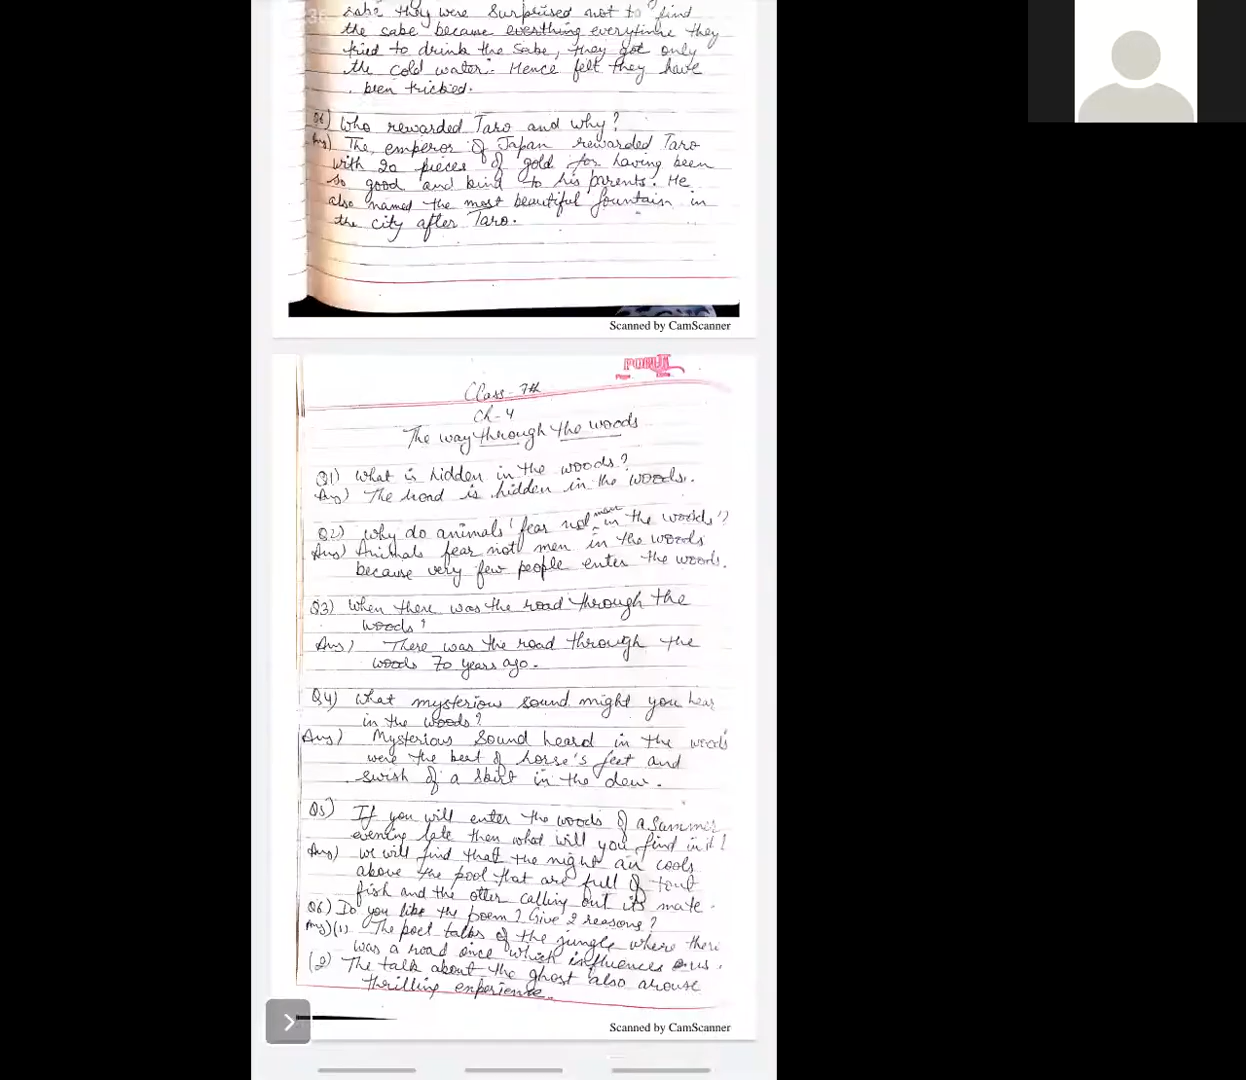 sake they were surprised not to find
the sake because everthing everytime they
tried to drink the sake, they got only
the cold water. Hence felt they have
been tricked.
Q6) Who rewarded Taro and why?
Ans) The emperor of Japan rewarded Taro
with 20 pieces of gold for having been
so good and kind to his parents. He
also named the most beautiful fountain in
the city after Taro.
Scanned by CamScanner
Class - 7th
Ch-4
The way through the woods
Q1) What is hidden in the woods?
Ans) The road is hidden in the woods.
Q2) Why do animals 'fear not men in the woods'?
Ans) Animals fear not men in the woods
because very few people enter the woods.
Q3) When there was the road through the
woods?
Ans) There was the road through the
woods 70 years ago.
Q4) What mysterious sound might you hear
in the woods?
Ans) Mysterious sound heard in the woods
were the beat of horse's feet and
swish of a skirt in the dew.
Q5) If you will enter the woods of a summer
evening late then what will you find in it?
Ans) We will find that the night air cools
above the pool that are full of tout
fish and the otter calling out its mate.
Q6) Do you like the poem? Give 2 reasons?
Ans) (1) The poet talks of the jungle where there
was a road once which influences us.
(2) The talk about the ghost also arouse
thrilling experience.
Scanned by CamScanner